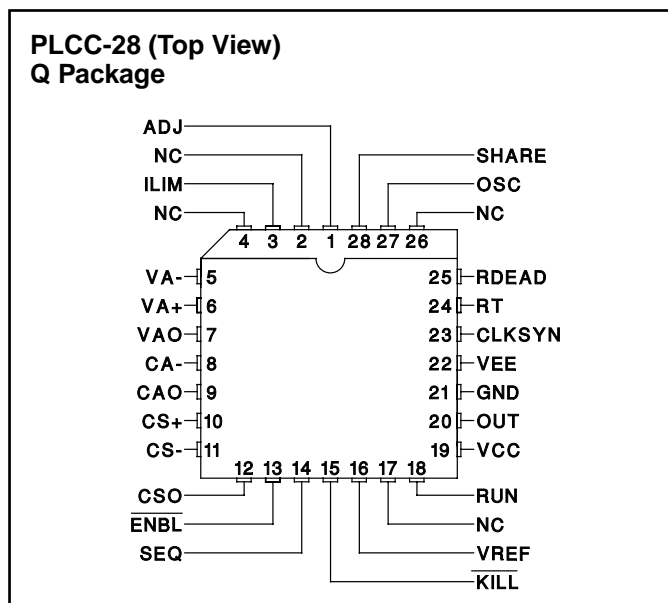 PLCC-28 (Top View)
Q Package
ADJ
NC
ILIM
NC
SHARE
OSC
NC
4 3 2 1 28 27 26
VA- 5
VA+ 6
VAO 7
CA- 8
CAO 9
CS+ 10
CS- 11
25 RDEAD
24 RT
23 CLKSYN
22 VEE
21 GND
20 OUT
19 VCC
12 13 14 15 16 17 18
CSO
ENBL
SEQ
RUN
NC
VREF
KILL